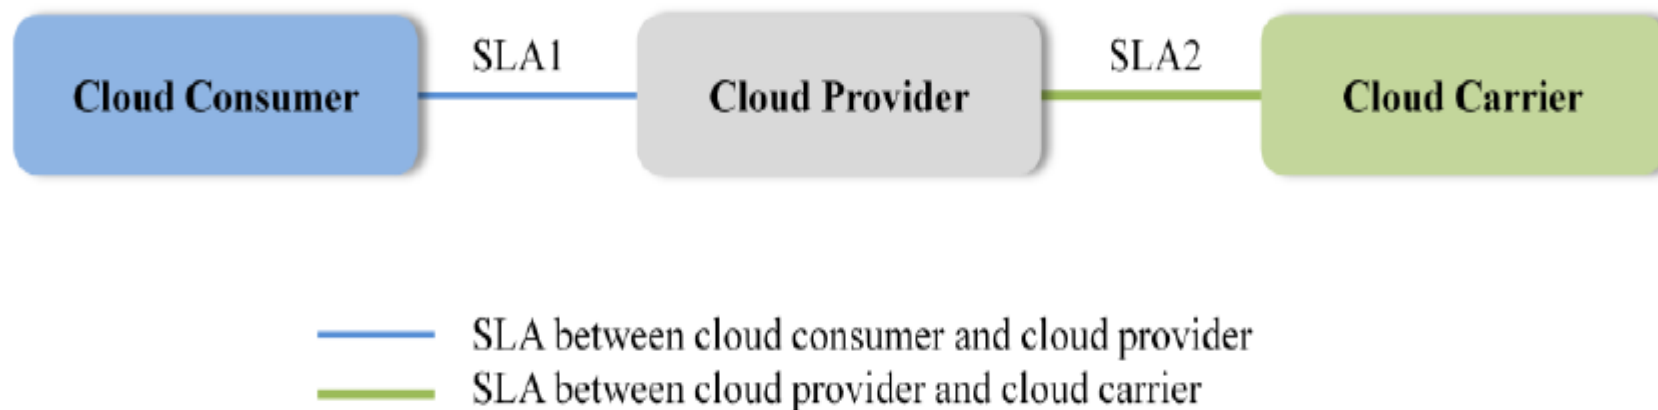 SLA1
SLA2
Cloud Consumer
Cloud Provider
Cloud Carrier
SLA between cloud consumer and cloud provider
SLA between cloud provider and cloud carrier